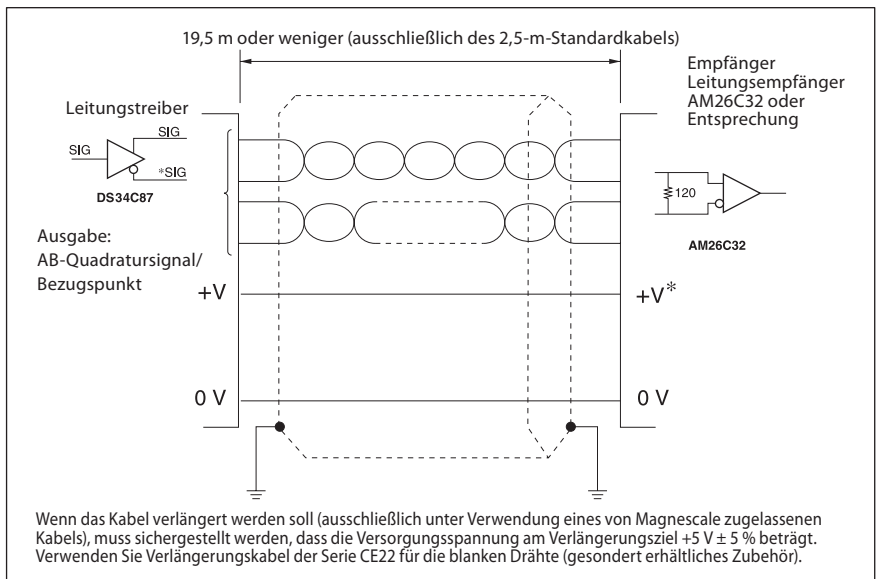 19,5 m oder weniger (ausschließlich des 2,5-m-Standardkabels)
Empfänger
Leitungsempfänger
AM26C32 oder
Entsprechung
Leitungstreiber
SIG
SIG
*SIG
DS34C87
120
AM26C32
Ausgabe:
AB-Quadratursignal/
Bezugspunkt
+V
+V*
0 V
0 V
Wenn das Kabel verlängert werden soll (ausschließlich unter Verwendung eines von Magnescale zugelassenen
Kabels), muss sichergestellt werden, dass die Versorgungsspannung am Verlängerungsziel +5 V ± 5 % beträgt.
Verwenden Sie Verlängerungskabel der Serie CE22 für die blanken Drähte (gesondert erhältliches Zubehör).